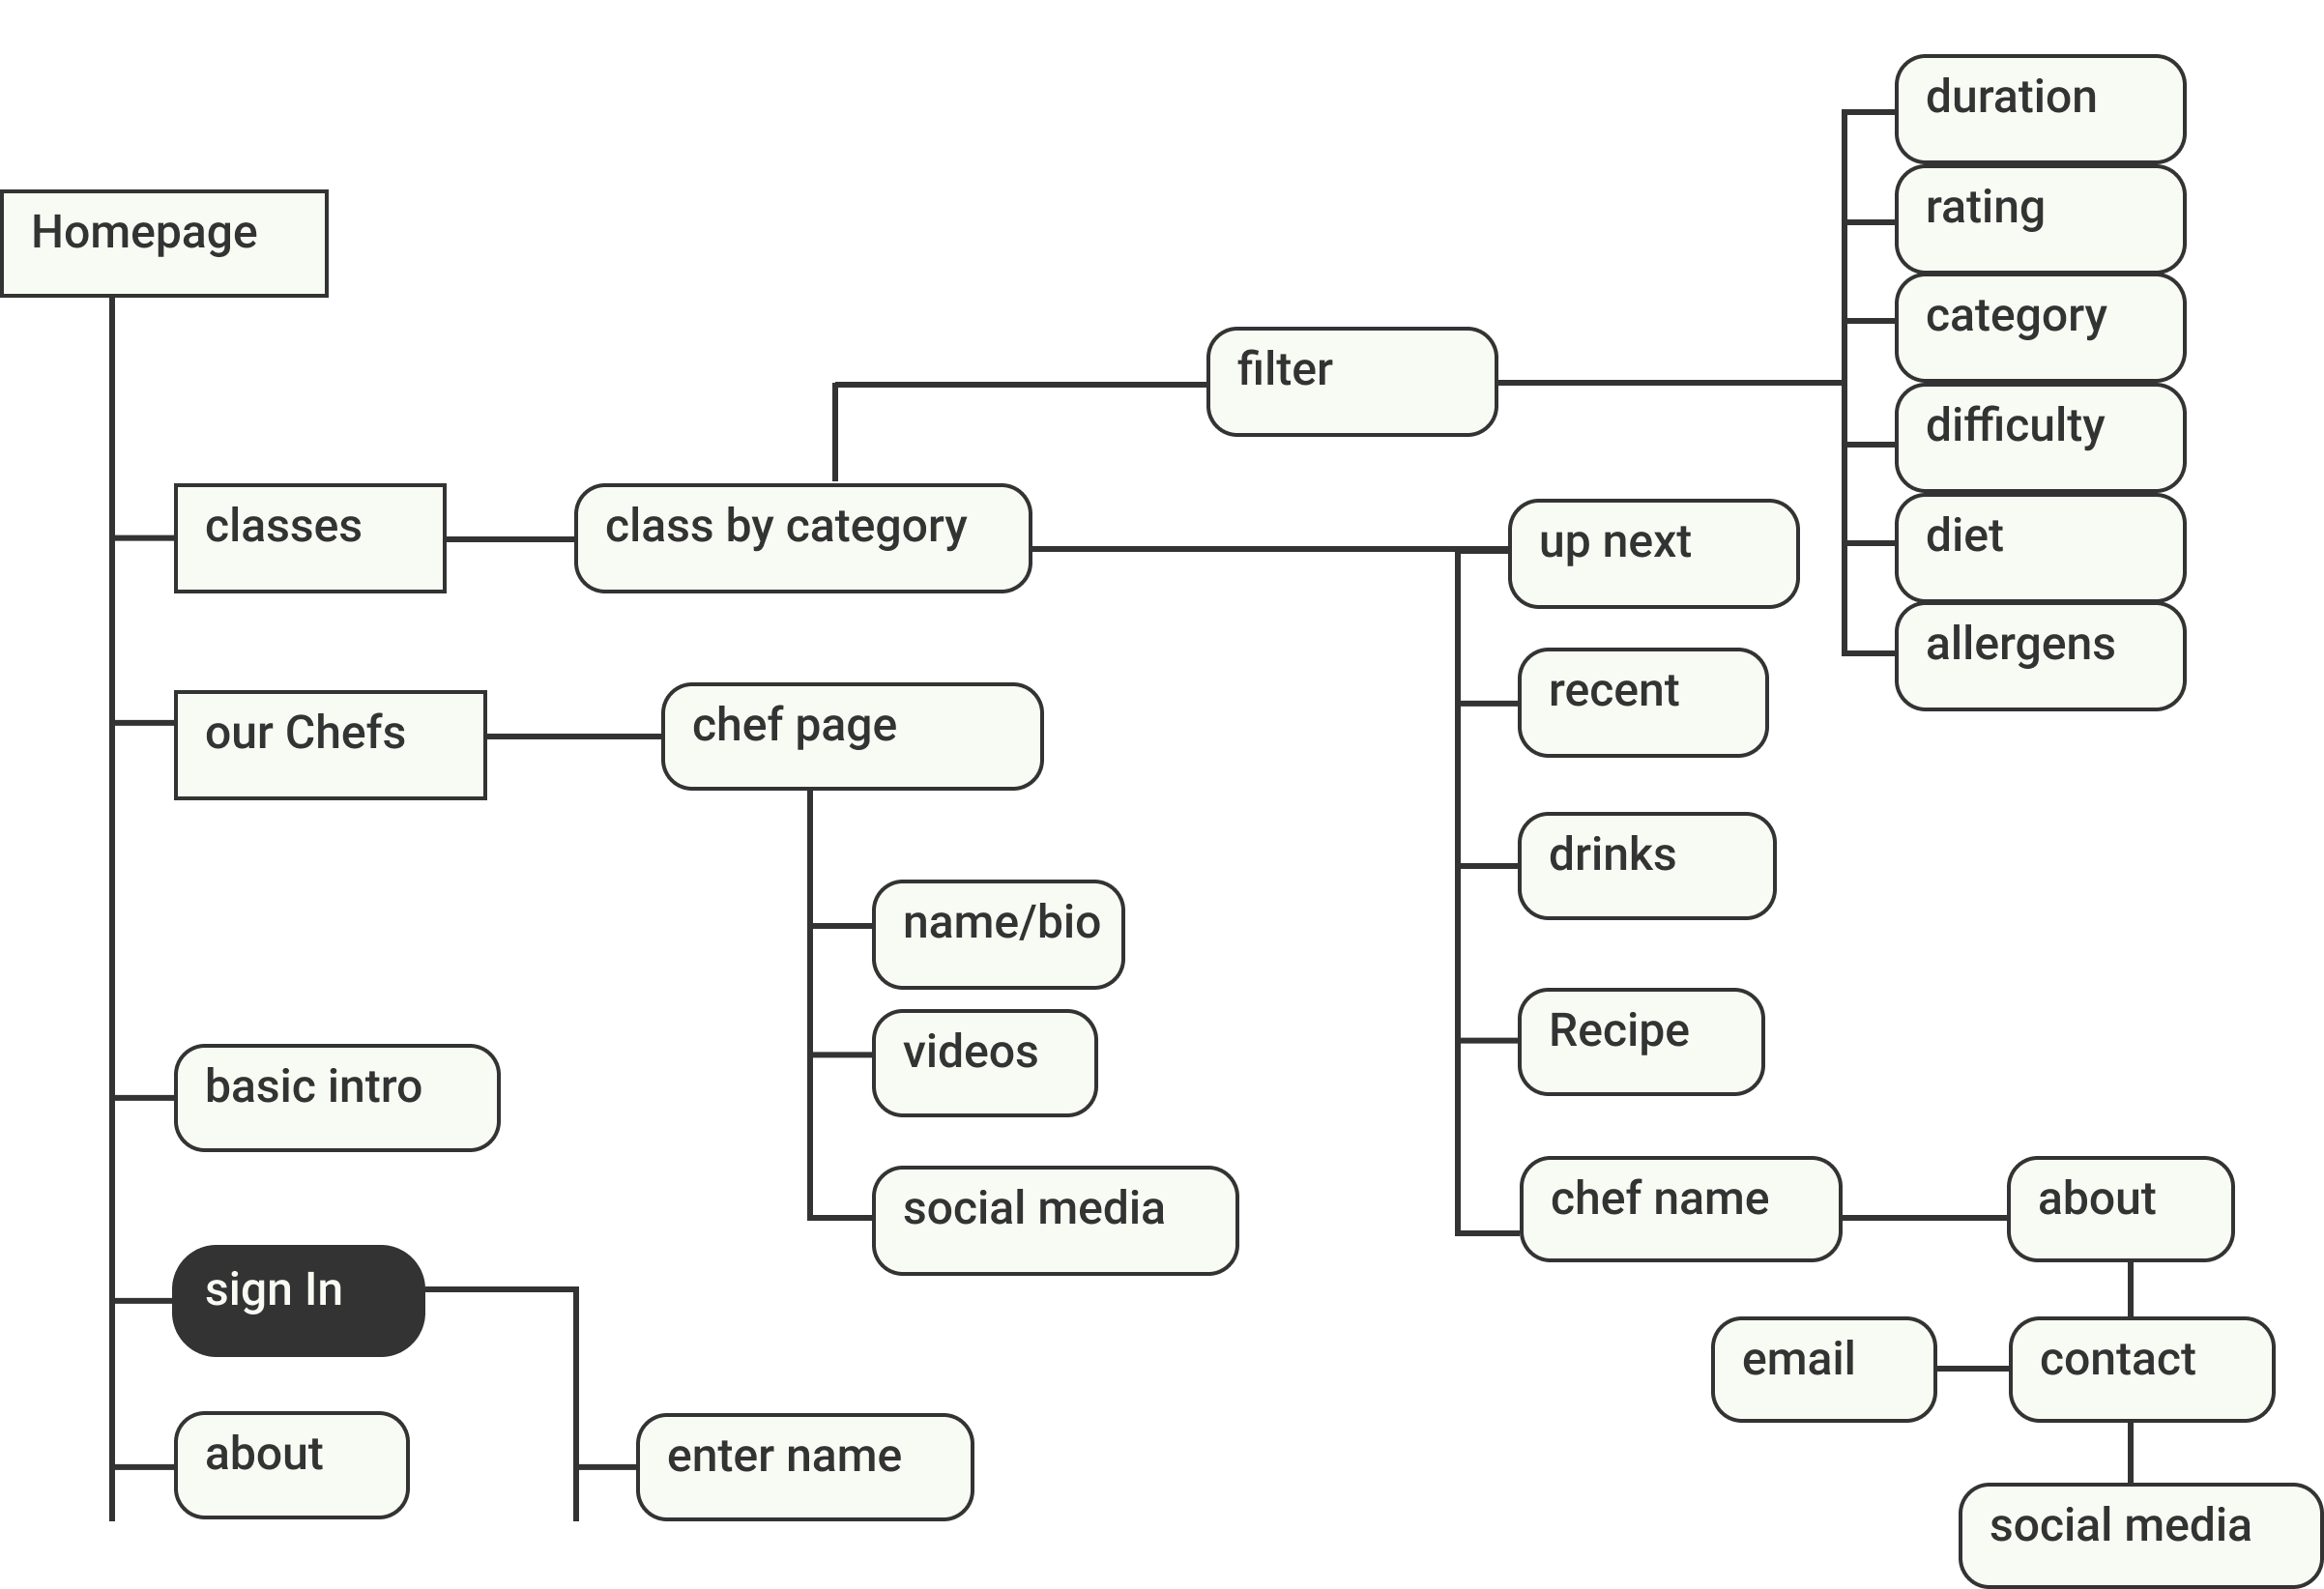 Homepage
classes
class by category
filter
duration
rating
category
difficulty
diet
allergens
up next
recent
drinks
Recipe
chef name
about
contact
email
social media
our Chefs
chef page
name/bio
videos
social media
basic intro
sign In
enter name
about